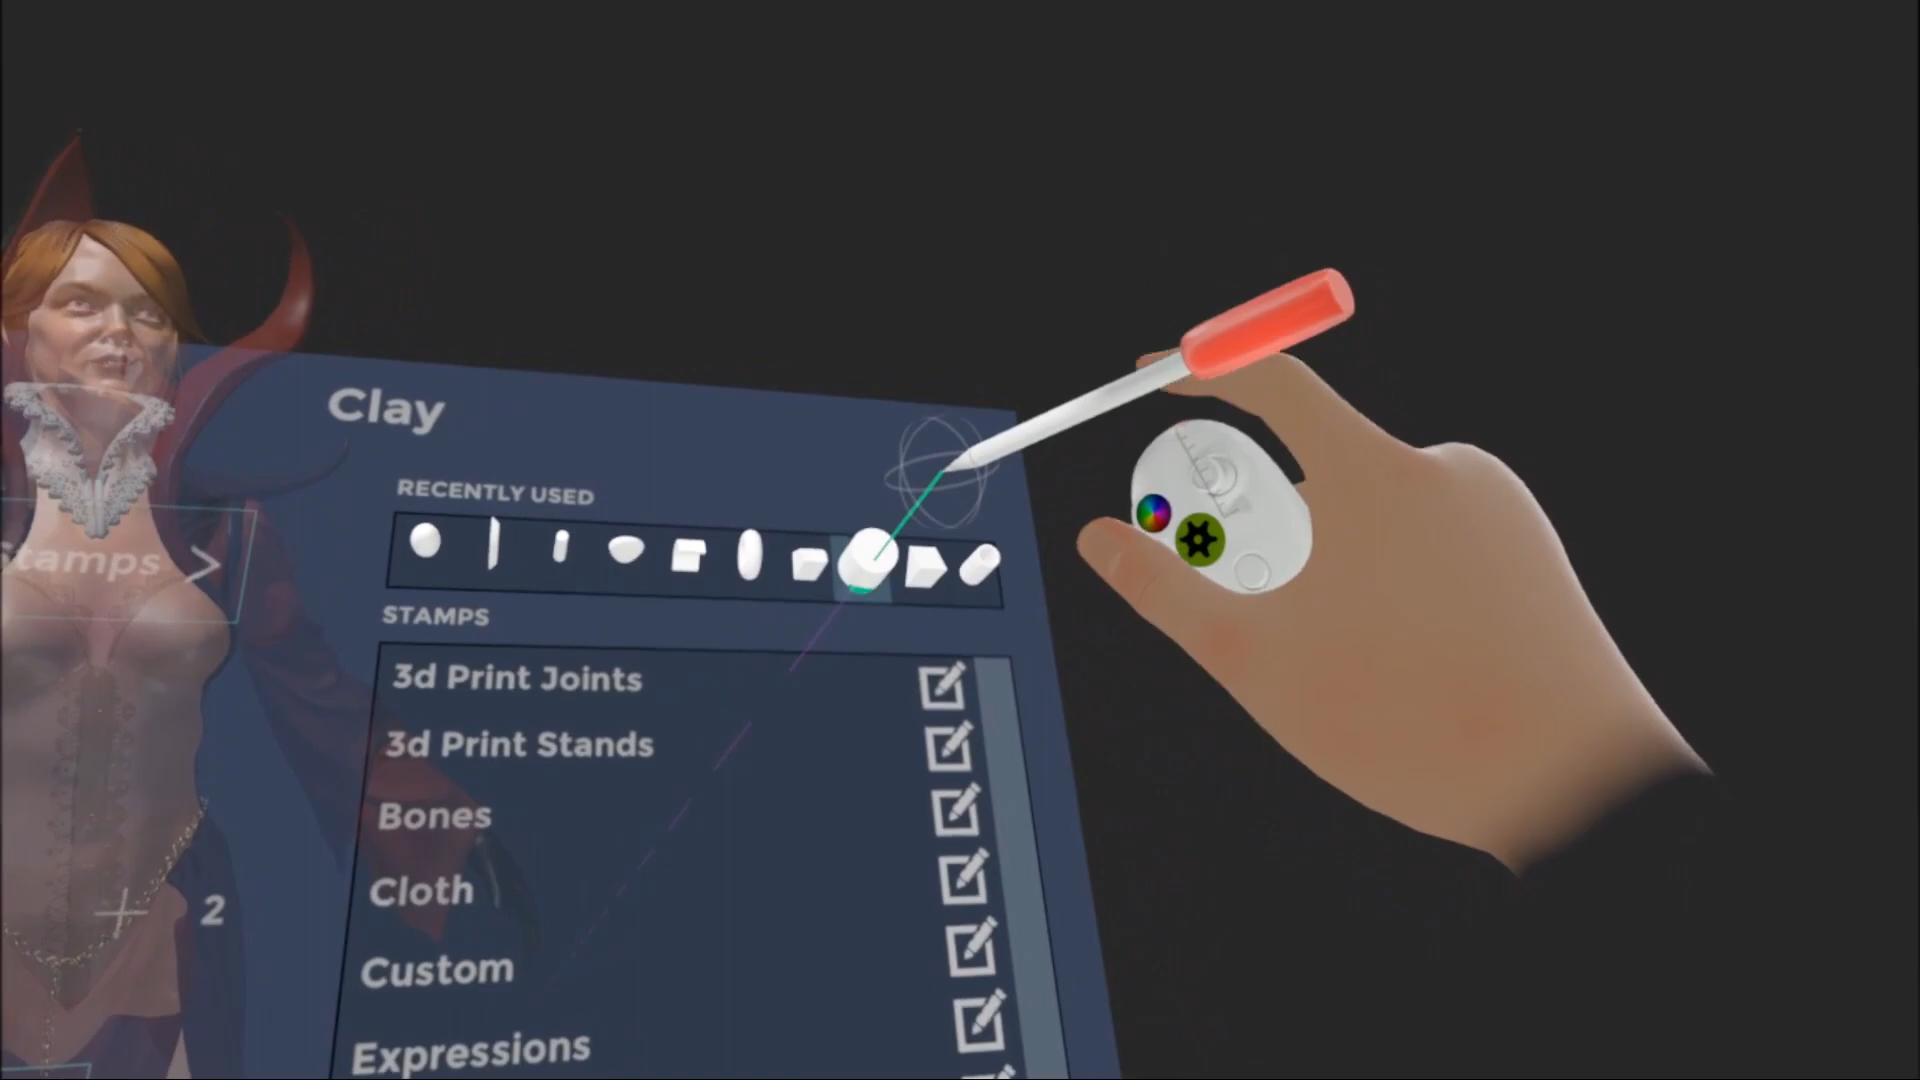 Clay
RECENTLY USED
Stamps >
STAMPS
3d Print Joints
3d Print Stands
Bones
Cloth
2
Custom
Expressions